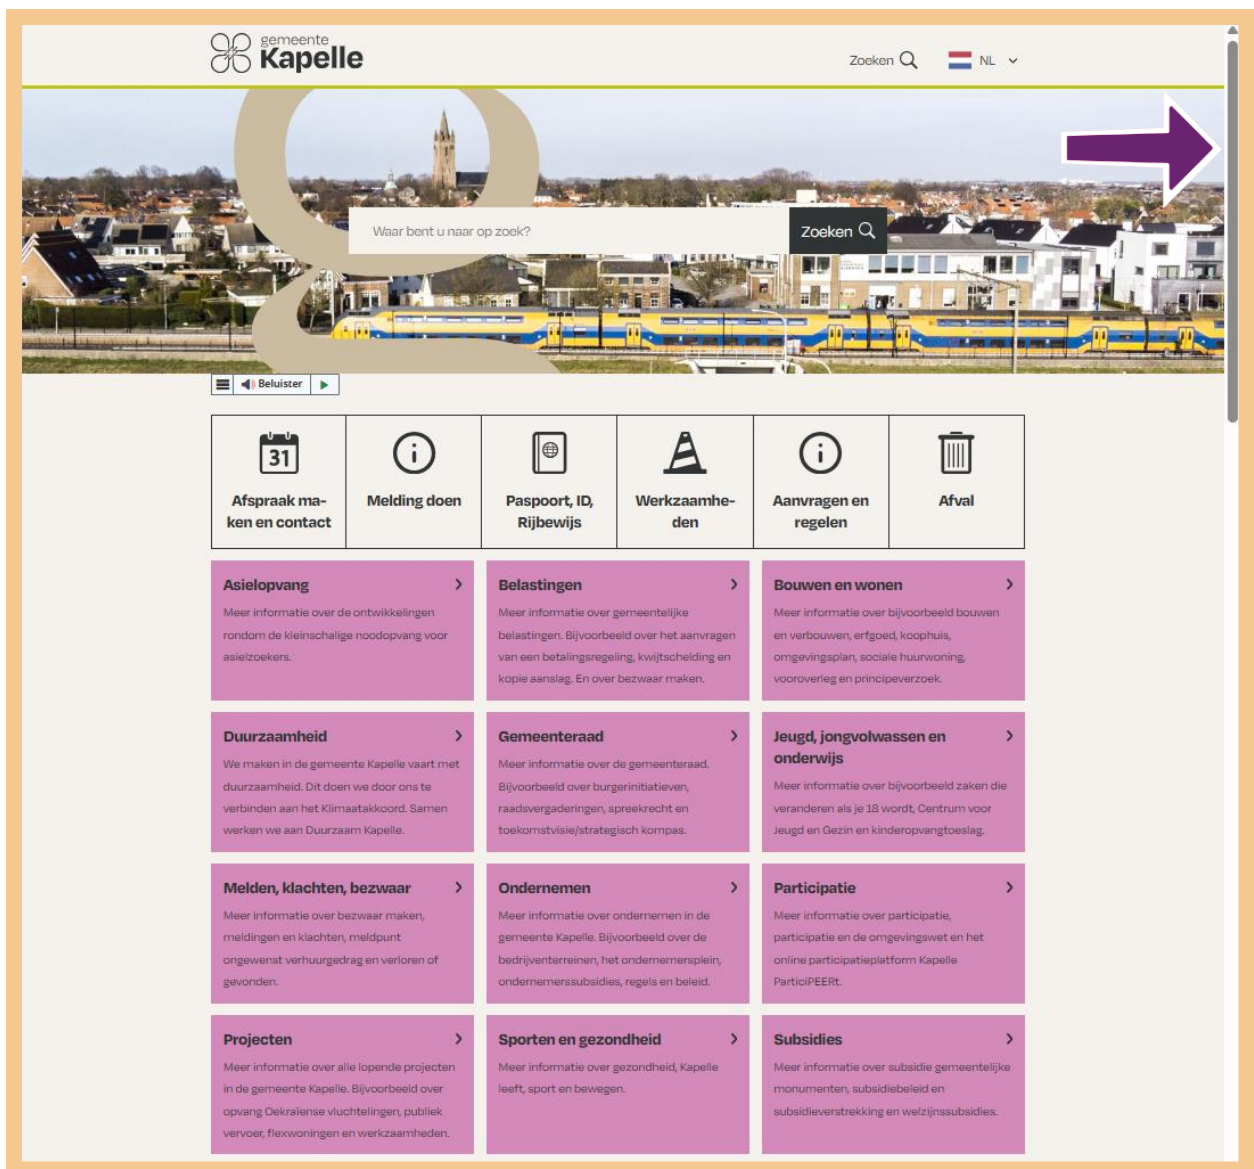 gemeente
Kapelle
Zoeken
NL
Waar bent u naar op zoek?
Zoeken
Beluister
31
Afspraak ma-
ken en contact
Melding doen
Paspoort, ID,
Rijbewijs
Werkzaamhe-
den
Aanvragen en
regelen
Afval
Asielopvang
Meer informatie over de ontwikkelingen
rondom de kleinschalige noodopvang voor
asielzoekers.
Belastingen
Meer informatie over gemeentelijke
belastingen. Bijvoorbeeld over het aanvragen
van een betalingsregeling, kwijtschelding en
kopie aanslag. En over bezwaar maken.
Bouwen en wonen
Meer informatie over bijvoorbeeld bouwen
en verbouwen, erfgoed, koophuis,
omgevingsplan, sociale huurwoning,
vooroverleg en principeverzoek.
Duurzaamheid
We maken in de gemeente Kapelle vaart met
duurzaamheid. Dit doen we door ons te
verbinden aan het Klimaatakkoord. Samen
werken we aan Duurzaam Kapelle.
Gemeenteraad
Meer informatie over de gemeenteraad.
Bijvoorbeeld over burgerinitiatieven,
raadsvergaderingen, spreekrecht en
toekomstvisie/strategisch kompas.
Jeugd, jongvolwassen en
onderwijs
Meer informatie over bijvoorbeeld zaken die
veranderen als je 18 wordt, Centrum voor
Jeugd en Gezin en kinderopvangtoeslag.
Melden, klachten, bezwaar
Meer informatie over bezwaar maken,
meldingen en klachten, meldpunt
ongewenst verhuurgedrag en verloren of
gevonden.
Ondernemen
Meer informatie over ondernemen in de
gemeente Kapelle. Bijvoorbeeld over de
bedrijventerreinen, het ondernemersplein,
ondernemerssubsidies, regels en beleid.
Participatie
Meer informatie over participatie,
participatie en de omgevingswet en het
online participatieplatform Kapelle
ParticiPEERt.
Projecten
Meer informatie over alle lopende projecten
in de gemeente Kapelle. Bijvoorbeeld over
opvang Oekraïense vluchtelingen, publiek
vervoer, flexwoningen en werkzaamheden.
Sporten en gezondheid
Meer informatie over gezondheid, Kapelle
leeft, sport en bewegen.
Subsidies
Meer informatie over subsidie gemeentelijke
monumenten, subsidiebeleid en
subsidieverstrekking en welzijnssubsidies.